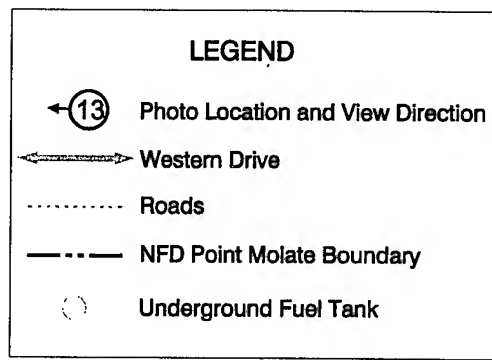 LEGEND
13 Photo Location and View Direction
Western Drive
Roads
NFD Point Molate Boundary
Underground Fuel Tank